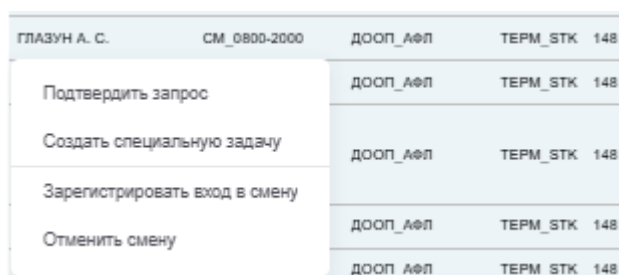 ГЛАЗУН А. С. СМ_0800-2000 ДООП_АФЛ ТЕРМ_STK 148
ДООП_АФЛ ТЕРМ_STK 148
Подтвердить запрос
Создать специальную задачу
ДООП_АФЛ ТЕРМ_STK 148
Зарегистрировать вход в смену
ДООП_АФЛ ТЕРМ_STK 148
Отменить смену
ДООП_АФЛ ТЕРМ_STK 148